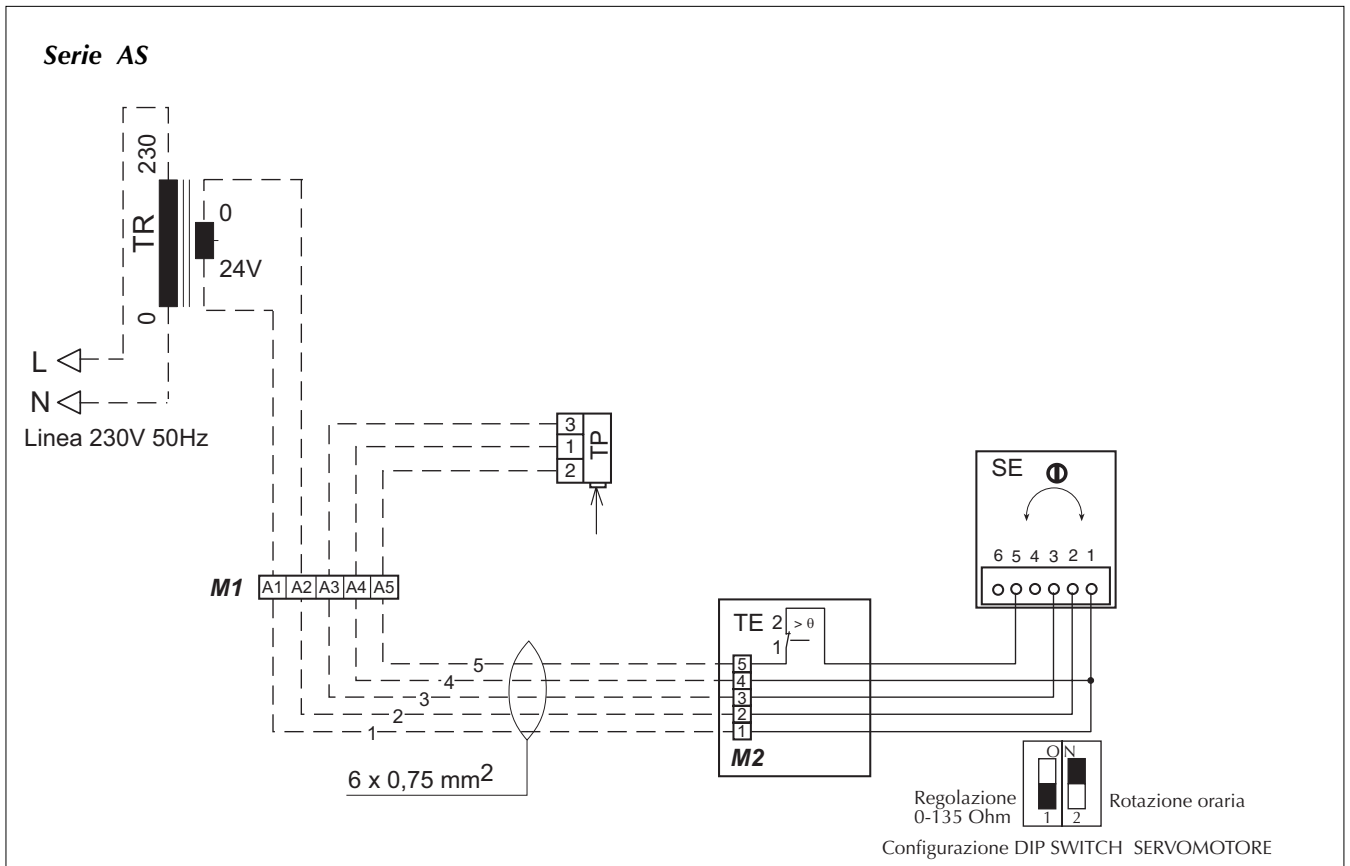 Serie AS
230
TR
0
0
24V
L
N
Linea 230V 50Hz
3
1
2
TP
SE
6 5 4 3 2 1
M1 A1 A2 A3 A4 A5
TE 2 > θ
1
5
4
3
2
1
5
4
3
2
1
M2
6 x 0,75 mm2
ON
1 2
Regolazione
0-135 Ohm
Rotazione oraria
Configurazione DIP SWITCH SERVOMOTORE